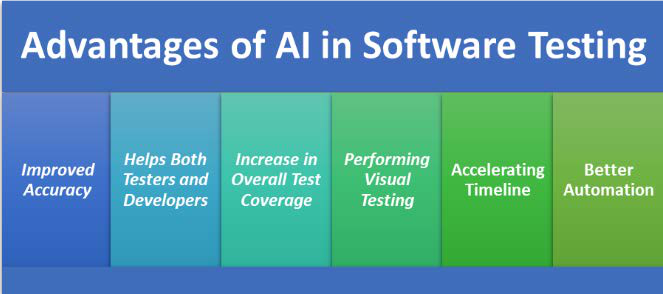 Advantages of AI in Software Testing
Improved
Accuracy
Helps Both
Testers and
Developers
Increase in
Overall Test
Coverage
Performing
Visual
Testing
Accelerating
Timeline
Better
Automation